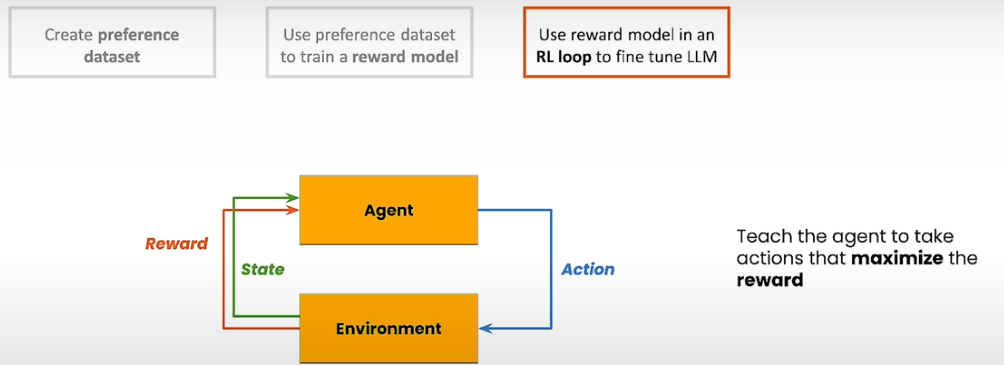 Create preference
dataset
Use preference dataset
to train a reward model
Use reward model in an
RL loop to fine tune LLM
Agent
Reward
State
Action
Environment
Teach the agent to take
actions that maximize the
reward